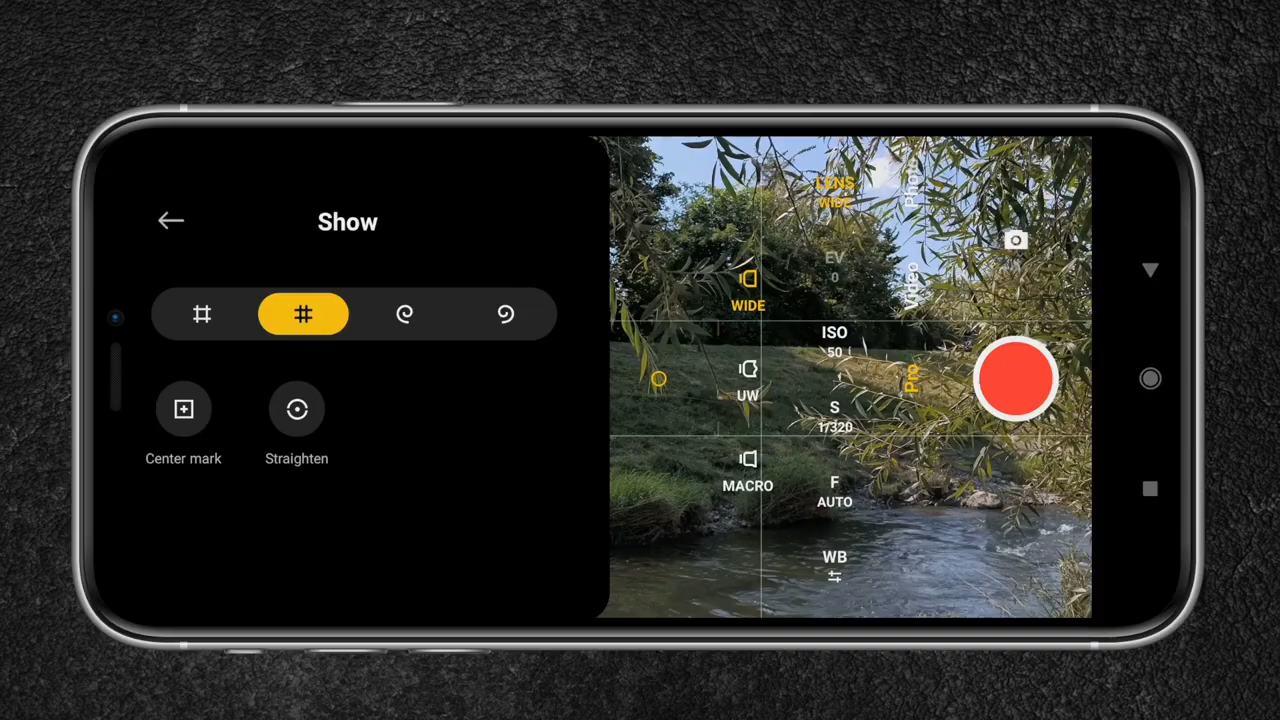 Show
Center mark
Straighten
WIDE
UW
MACRO
LENS
WIDE
EV
0
ISO
50
S
1/320
F
AUTO
WB
Photo
Video
Pro